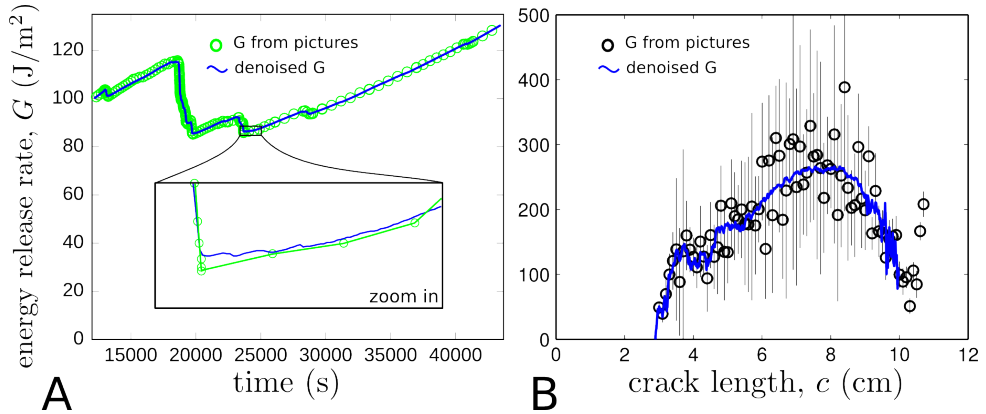 energy release rate, G (J/m²)
120
100
80
60
40
20
0
G from pictures
denoised G
zoom in
15000 20000 25000 30000 35000 40000
time (s)
A
500
400
300
200
100
0
G from pictures
denoised G
0 2 4 6 8 10 12
crack length, c (cm)
B